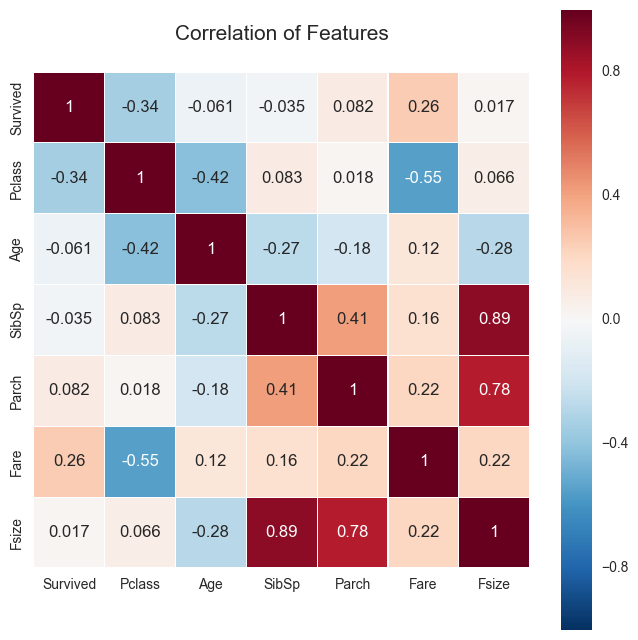 Correlation of Features
Survived 1 -0.34 -0.061 -0.035 0.082 0.26 0.017
Pclass -0.34 1 -0.42 0.083 0.018 -0.55 0.066
Age -0.061 -0.42 1 -0.27 -0.18 0.12 -0.28
SibSp -0.035 0.083 -0.27 1 0.41 0.16 0.89
Parch 0.082 0.018 -0.18 0.41 1 0.22 0.78
Fare 0.26 -0.55 0.12 0.16 0.22 1 0.22
Fsize 0.017 0.066 -0.28 0.89 0.78 0.22 1
Survived Pclass Age SibSp Parch Fare Fsize
0.8
0.4
0.0
−0.4
−0.8